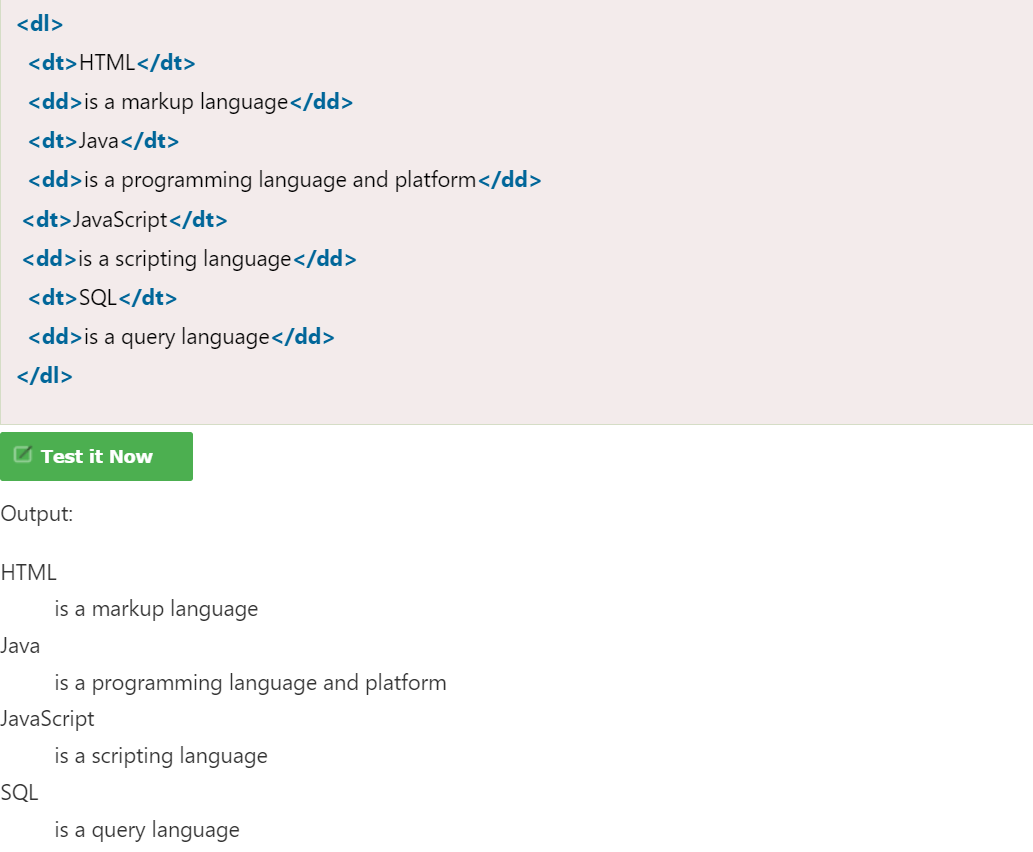 <dl>
<dt>HTML</dt>
<dd>is a markup language</dd>
<dt>Java</dt>
<dd>is a programming language and platform</dd>
<dt>JavaScript</dt>
<dd>is a scripting language</dd>
<dt>SQL</dt>
<dd>is a query language</dd>
</dl>
Test it Now
Output:
HTML
is a markup language
Java
is a programming language and platform
JavaScript
is a scripting language
SQL
is a query language